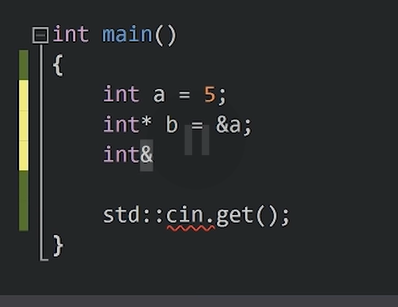 int main()
{
int a = 5;
int* b = &a;
int&
std::cin.get();
}